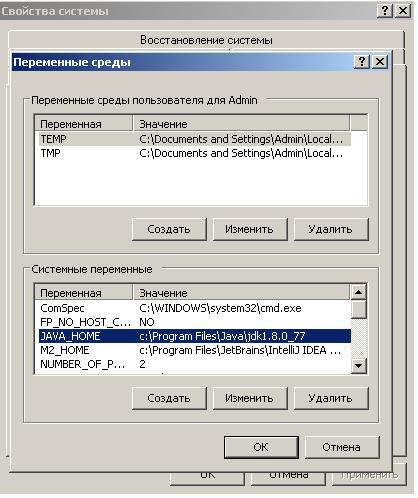 Свойства системы
Восстановление системы
Переменные среды
Переменные среды пользователя для Admin
Переменная Значение
TEMP C:\Documents and Settings\Admin\Local...
TMP C:\Documents and Settings\Admin\Local...
Создать Изменить Удалить
Системные переменные
Переменная Значение
ComSpec C:\WINDOWS\system32\cmd.exe
FP_NO_HOST_C... NO
JAVA_HOME c:\Program Files\Java\jdk1.8.0_77
M2_HOME c:\Program Files\JetBrains\IntelliJ IDEA ...
NUMBER_OF_P... 2
Создать Изменить Удалить
OK Отмена
OK Отмена Применить